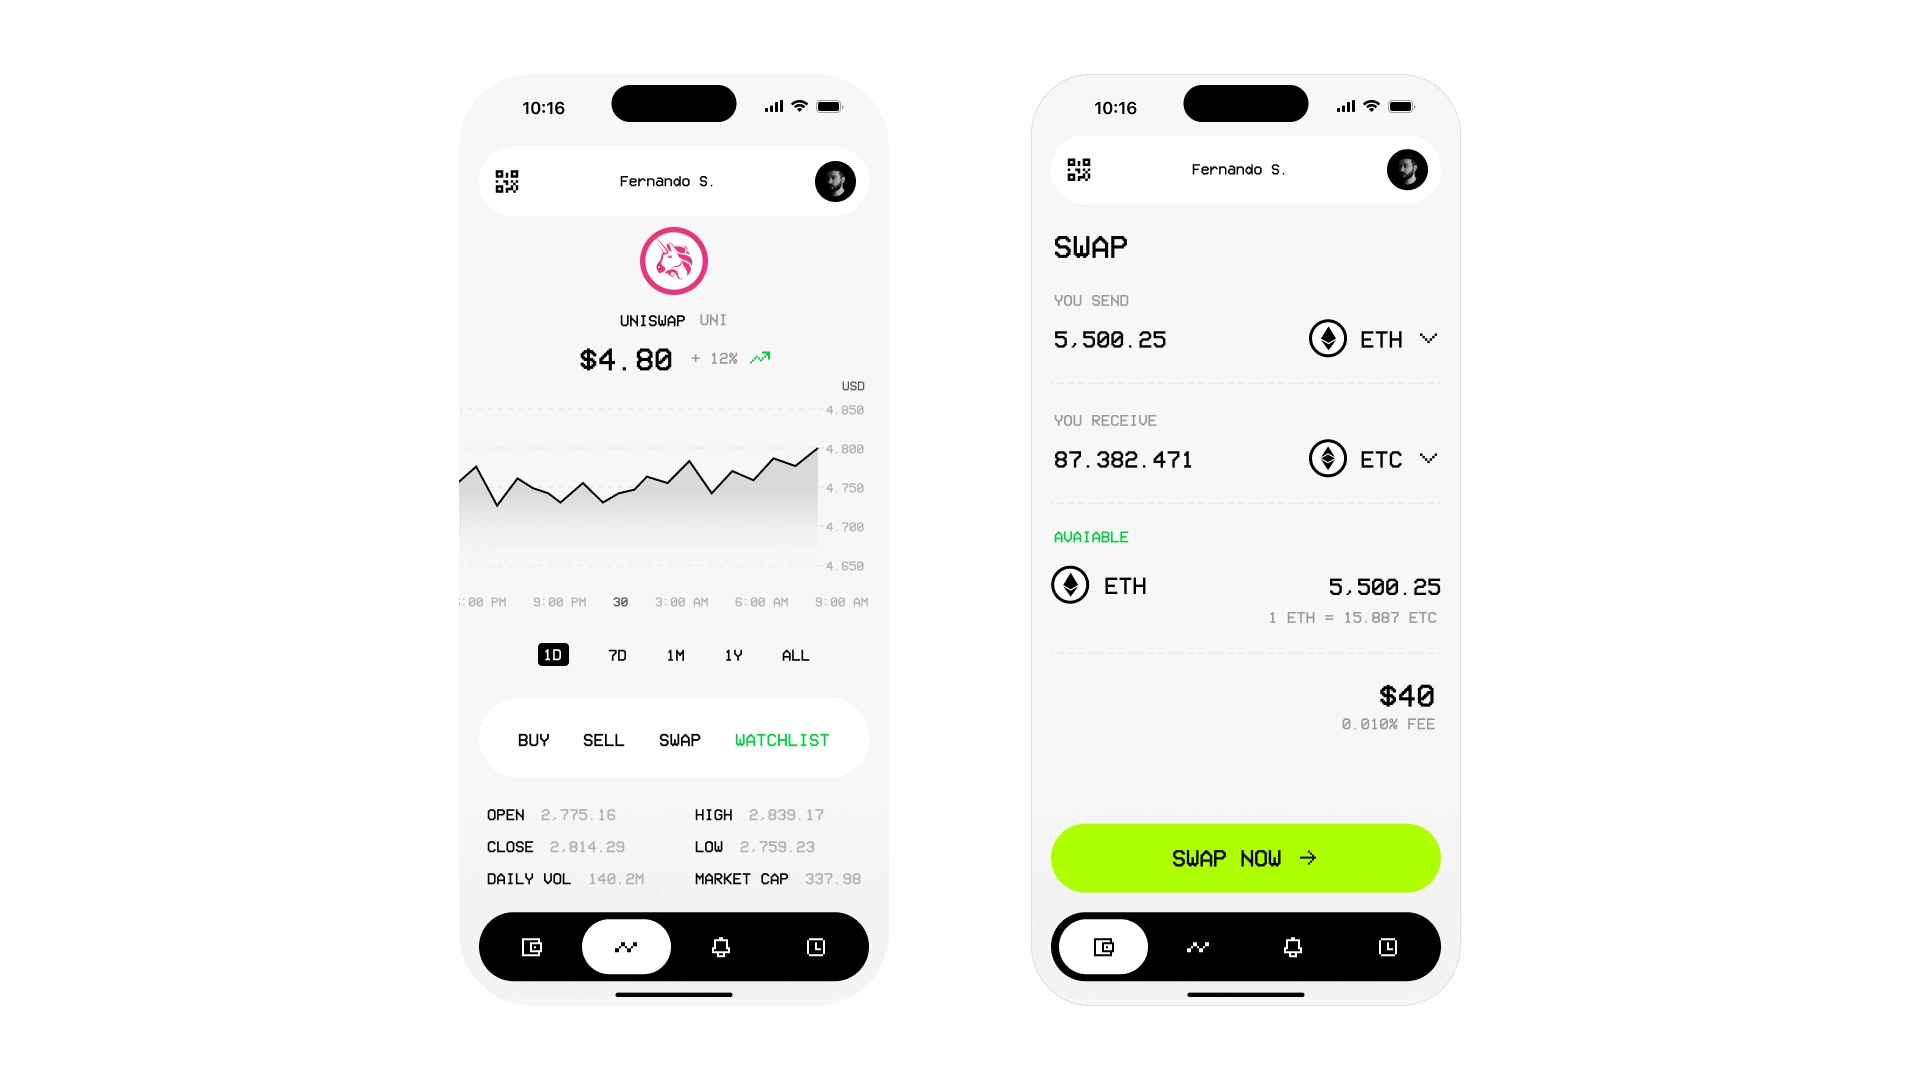 10:16
Fernando S.
UNISWAP UNI
$4.80 + 12%
USD
4.850
4.800
4.750
4.700
4.650
:00 PM 9:00 PM 30 3:00 AM 6:00 AM 9:00 AM
1D 7D 1M 1Y ALL
BUY SELL SWAP WATCHLIST
OPEN 2,775.16 HIGH 2,839.17
CLOSE 2,814.29 LOW 2,759.23
DAILY VOL 140.2M MARKET CAP 337.98
10:16
Fernando S.
SWAP
YOU SEND
5,500.25 ETH
YOU RECEIVE
87.382.471 ETC
AVAIABLE
ETH 5,500.25
1 ETH = 15.887 ETC
$40
0.010% FEE
SWAP NOW →